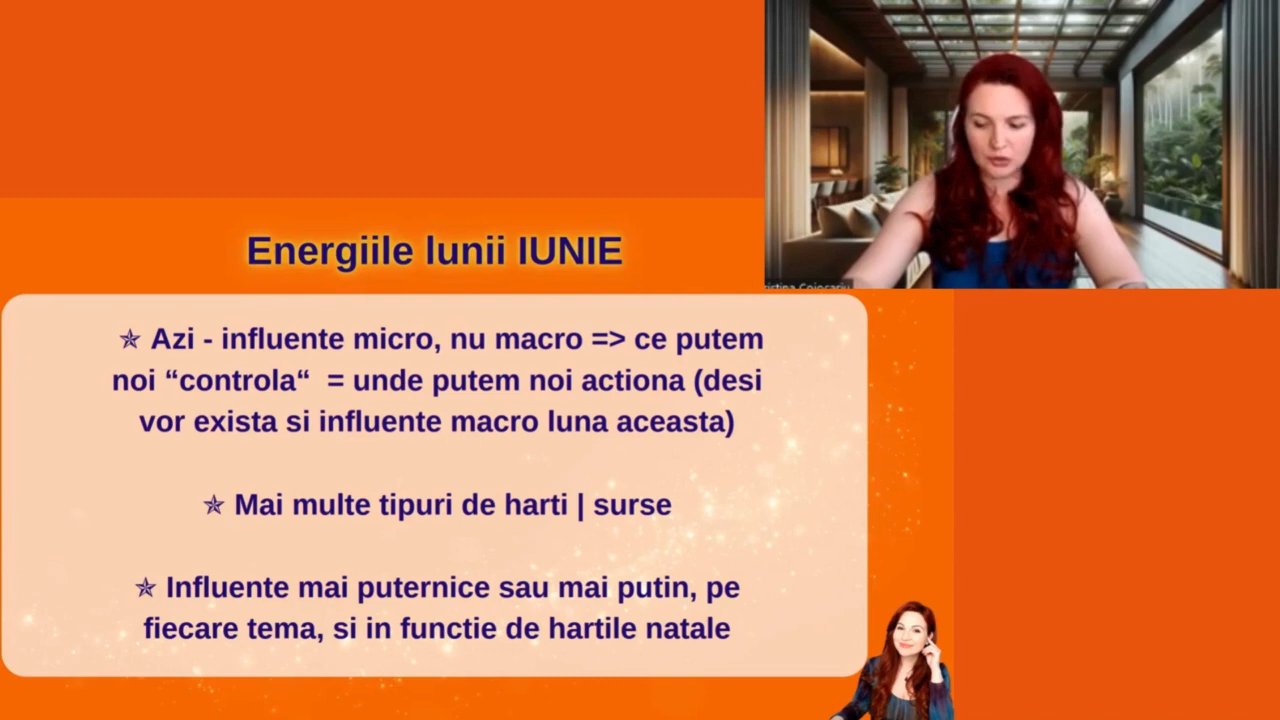 Energiile lunii IUNIE
✯ Azi - influente micro, nu macro => ce putem
noi “controla“ = unde putem noi actiona (desi
vor exista si influente macro luna aceasta)
✯ Mai multe tipuri de harti | surse
✯ Influente mai puternice sau mai putin, pe
fiecare tema, si in functie de hartile natale